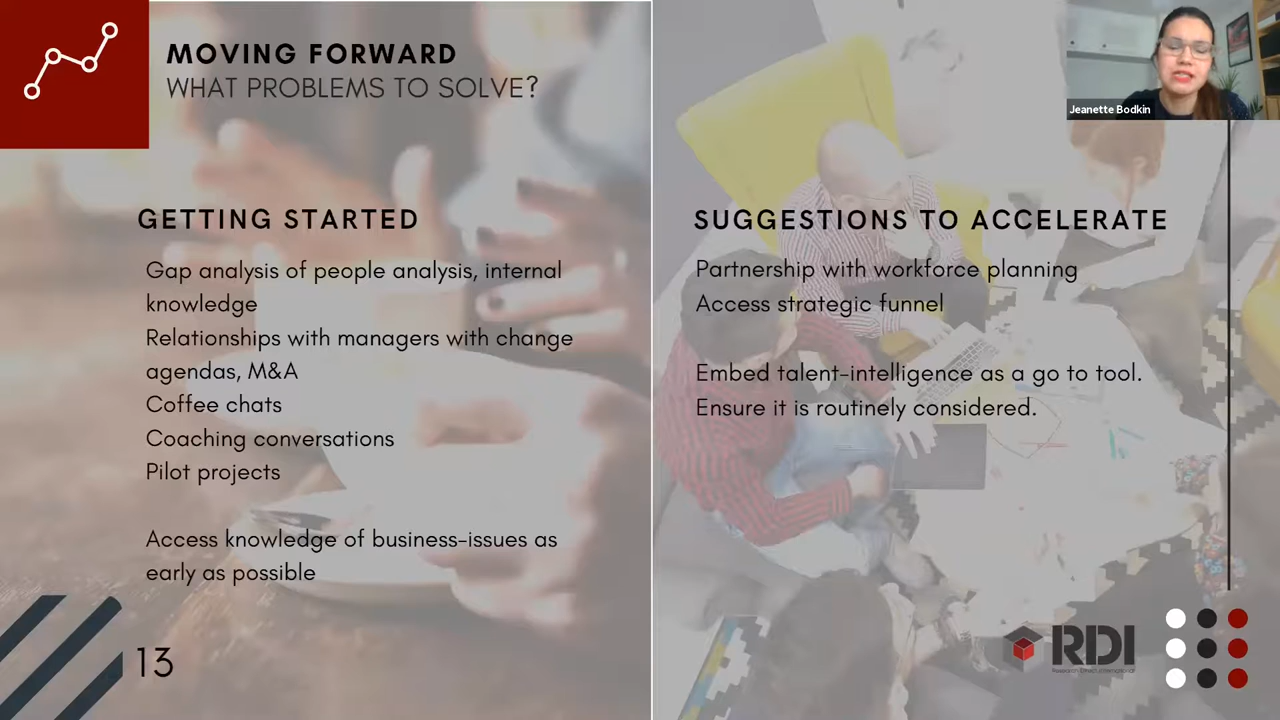 MOVING FORWARD
WHAT PROBLEMS TO SOLVE?
Jeanette Bodkin
GETTING STARTED
Gap analysis of people analysis, internal
knowledge
Relationships with managers with change
agendas, M&A
Coffee chats
Coaching conversations
Pilot projects
Access knowledge of business-issues as
early as possible
SUGGESTIONS TO ACCELERATE
Partnership with workforce planning
Access strategic funnel
Embed talent-intelligence as a go to tool.
Ensure it is routinely considered.
13
RDI